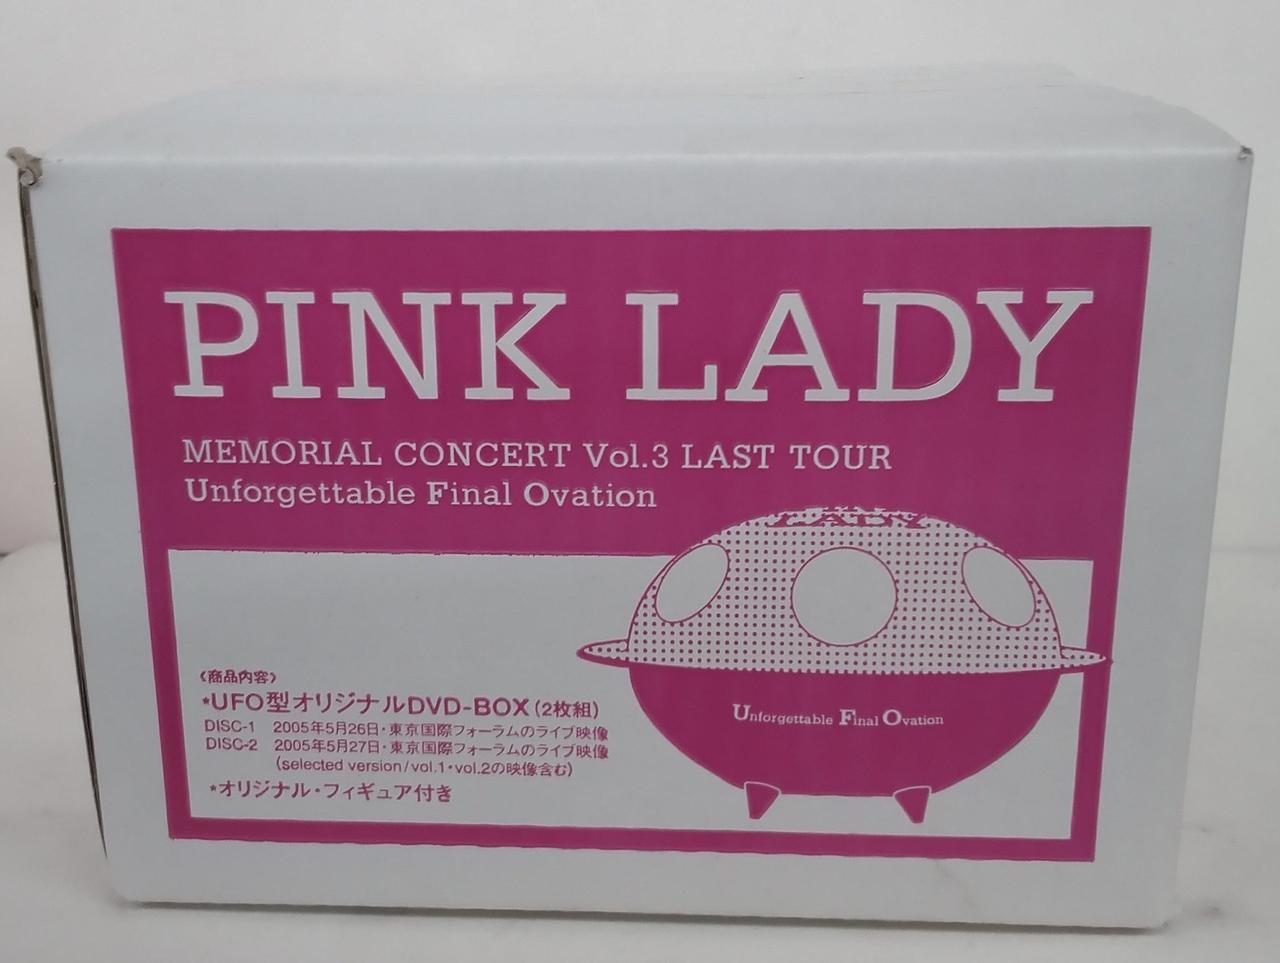 PINK LADY
MEMORIAL CONCERT Vol.3 LAST TOUR
Unforgettable Final Ovation
《商品内容》
*UFO型オリジナルDVD-BOX(2枚組)
DISC-1 2005年5月26日・東京国際フォーラムのライブ映像
DISC-2 2005年5月27日・東京国際フォーラムのライブ映像
(selected version/vol.1・vol.2の映像含む)
*オリジナル・フィギュア付き
PINK
LADY
Unforgettable Final Ovation